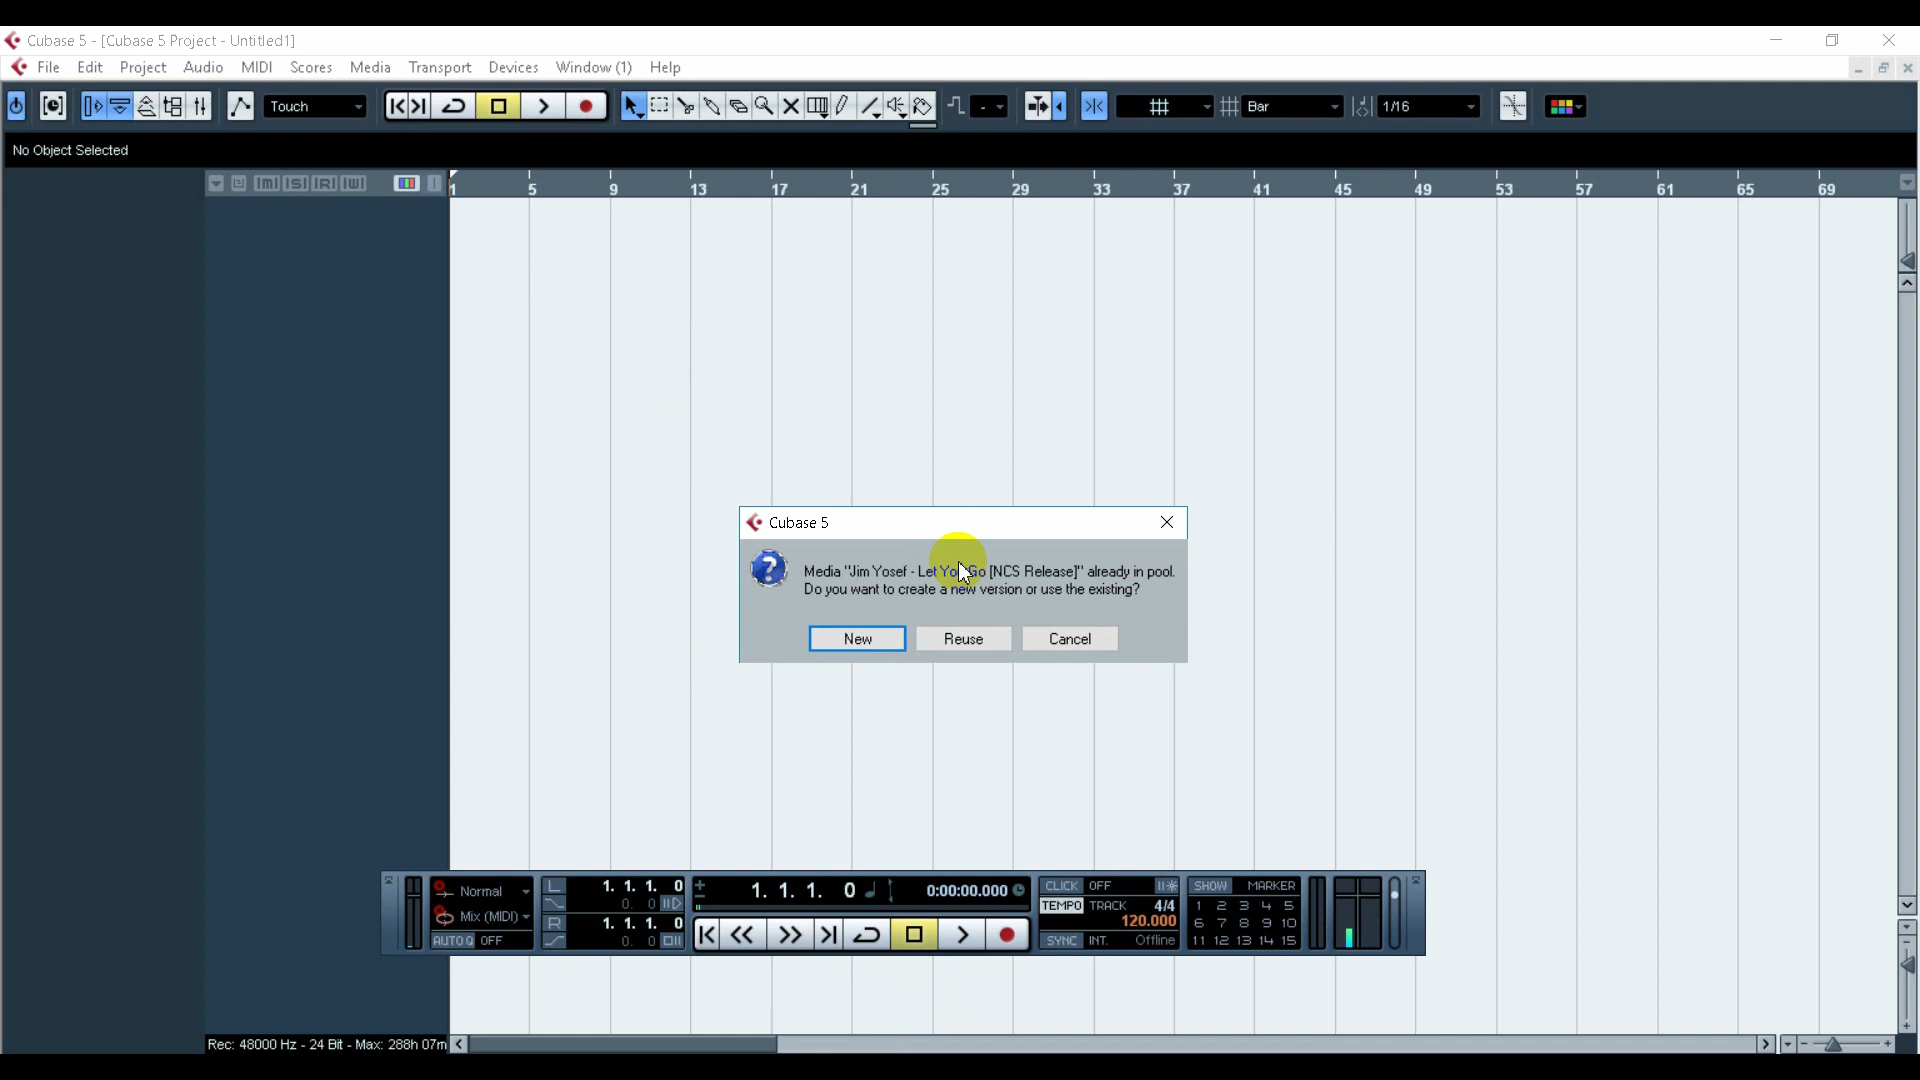 Cubase 5 - [Cubase 5 Project - Untitled1]
File Edit Project Audio MIDI Scores Media Transport Devices Window (1) Help
Touch - Bar 1/16
No Object Selected
[M] [S] [R] [W]
1 5 9 13 17 21 25 29 33 37 41 45 49 53 57 61 65 69
Cubase 5
Media "Jim Yosef - Let You Go [NCS Release]" already in pool.
Do you want to create a new version or use the existing?
New Reuse Cancel
Normal L 1. 1. 1. 0 1. 1. 1. 0 0:00:00.000 CLICK OFF SHOW MARKER
0. 0 TEMPO TRACK 4/4 1 2 3 4 5
Mix (MIDI) R 1. 1. 1. 0 120.000 6 7 8 9 10
AUTO Q OFF 0. 0 SYNC INT. Offline 11 12 13 14 15
Rec: 48000 Hz - 24 Bit - Max: 288h 07m